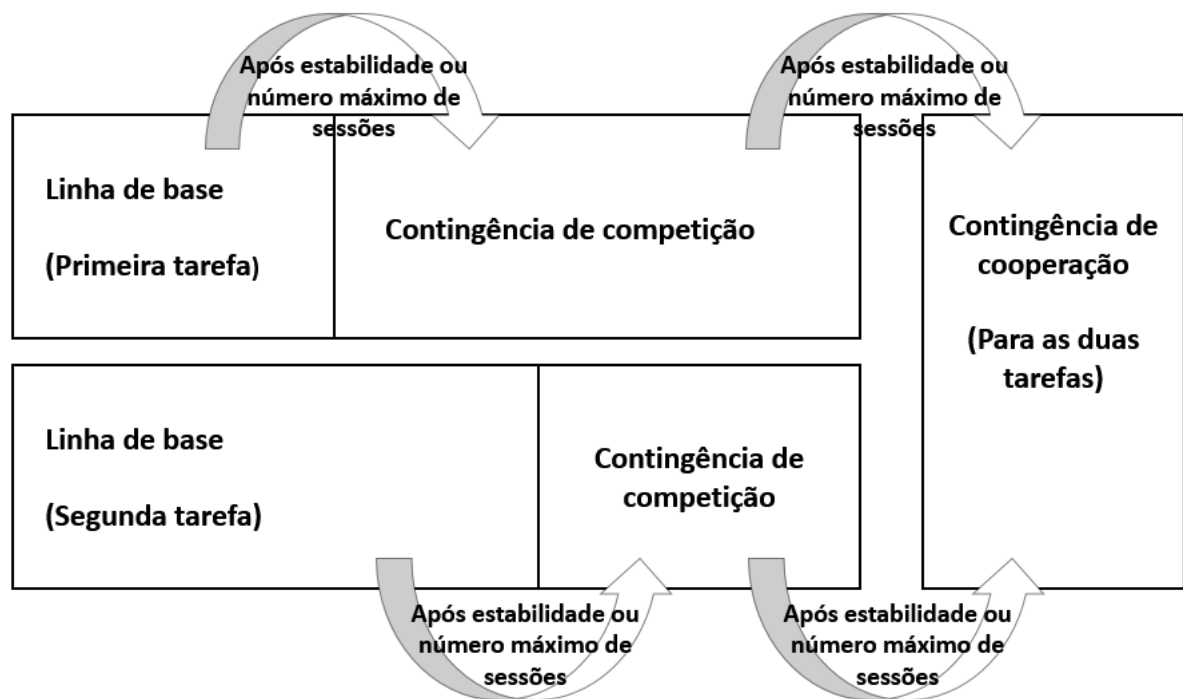 Após estabilidade ou
número máximo de
sessões
Após estabilidade ou
número máximo de
sessões
Linha de base
(Primeira tarefa)
Contingência de competição
Contingência de
cooperação
(Para as duas
tarefas)
Linha de base
(Segunda tarefa)
Contingência de
competição
Após estabilidade ou
número máximo de
sessões
Após estabilidade ou
número máximo de
sessões